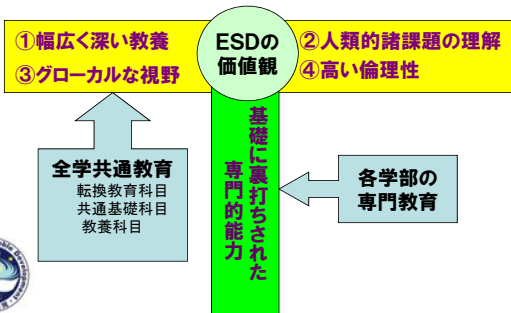 ①幅広く深い教養
③グローカルな視野
ESDの
価値観
②人類的諸課題の理解
④高い倫理性
基礎に裏打ちされた
専門的能力
全学共通教育
転換教育科目
共通基礎科目
教養科目
各学部の
専門教育